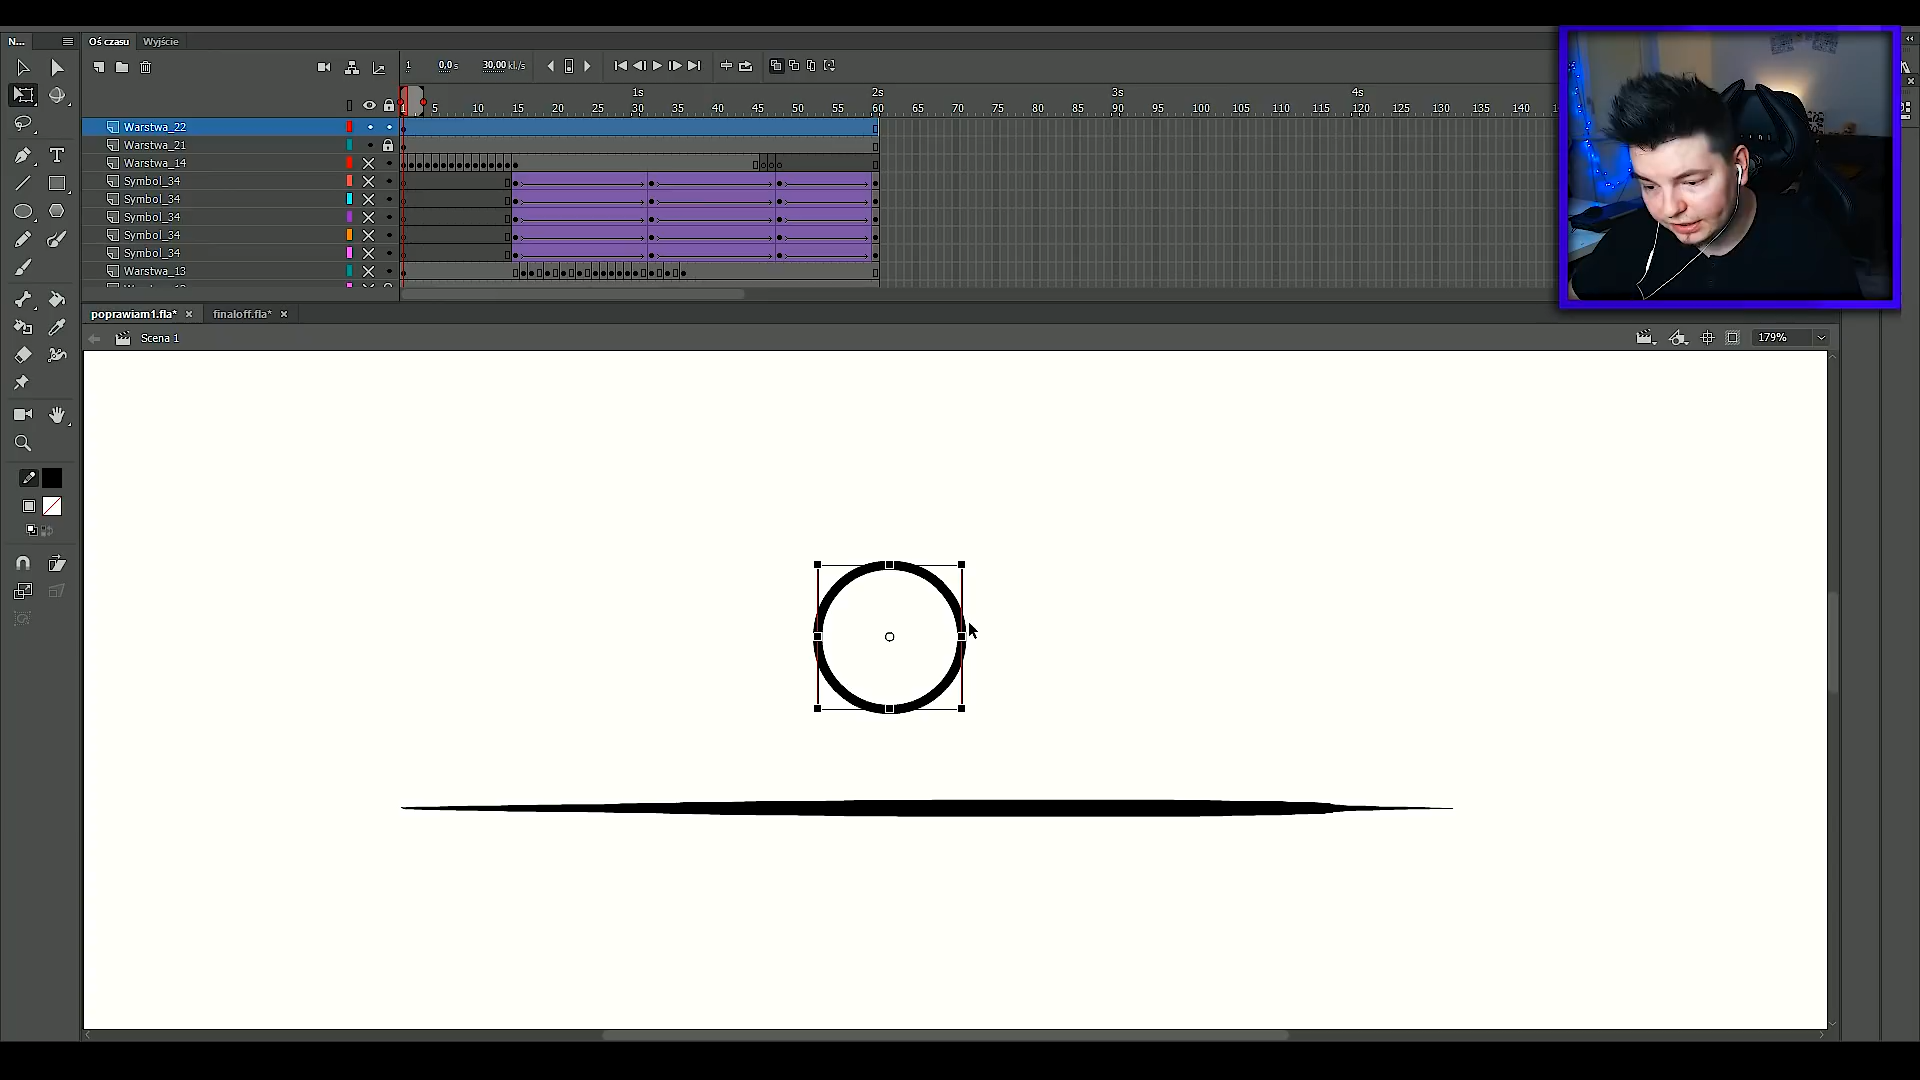 N...
Oś czasu Wyjście
1 0,0 s 30,00 kl./s
1s 2s 3s 4s
1 5 10 15 20 25 30 35 40 45 50 55 60 65 70 75 80 85 90 95 100 105 110 115 120 125 130 135 140
Warstwa_22
Warstwa_21
Warstwa_14
Symbol_34
Symbol_34
Symbol_34
Symbol_34
Symbol_34
Warstwa_13
poprawiam1.fla* × finaloff.fla* ×
Scena 1
179%